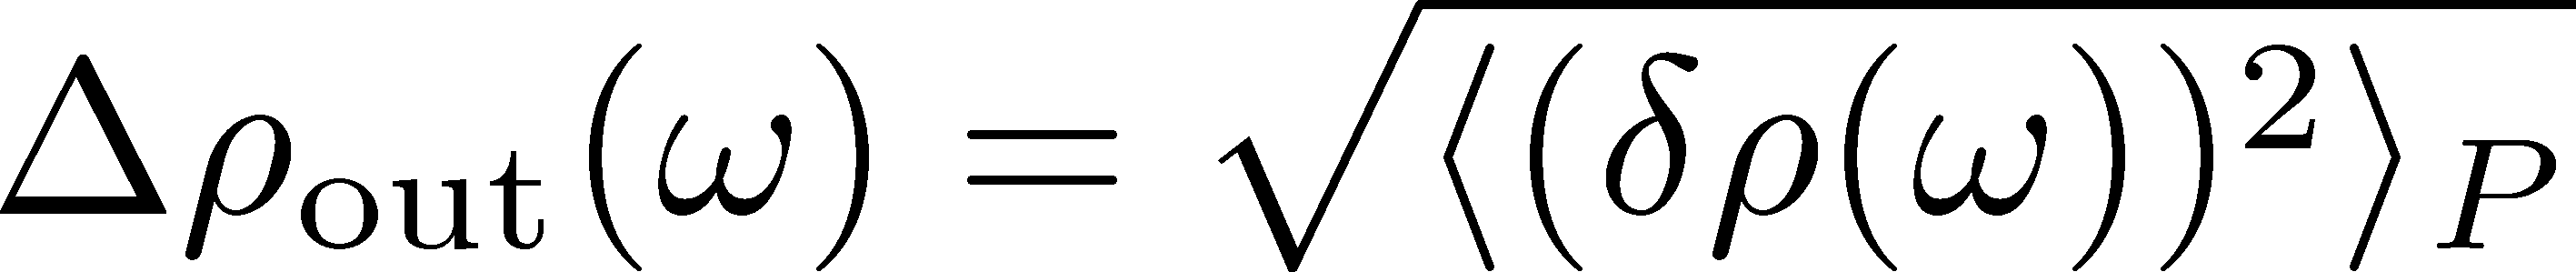 Δρ_out(ω) = √⟨(δρ(ω))²⟩_P